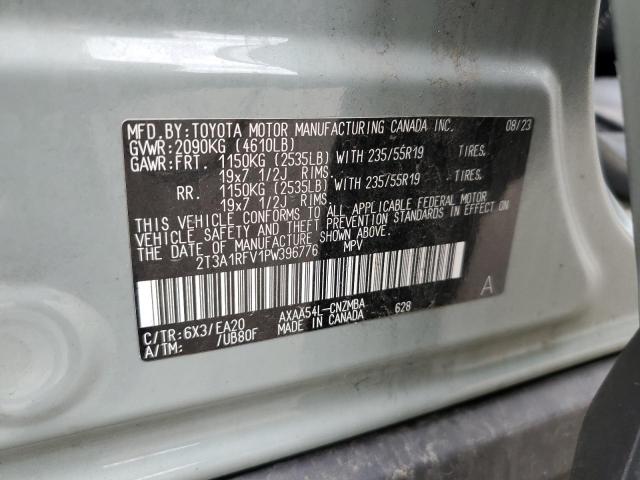 MFD.BY:TOYOTA MOTOR MANUFACTURING CANADA INC. 08/23
GVWR:2090KG (4610LB)
GAWR:FRT. 1150KG (2535LB) WITH 235/55R19 TIRES.
19x7 1/2J RIMS.
RR. 1150KG (2535LB) WITH 235/55R19 TIRES.
19x7 1/2J RIMS.
THIS VEHICLE CONFORMS TO ALL APPLICABLE FEDERAL MOTOR
VEHICLE SAFETY AND THEFT PREVENTION STANDARDS IN EFFECT
ON THE DATE OF MANUFACTURE SHOWN ABOVE.
2T3A1RFV1PW396776 MPV
A
C/TR:6X3/EA20 AXAA54L-CNZMBA 628
A/TM: /UB80F MADE IN CANADA